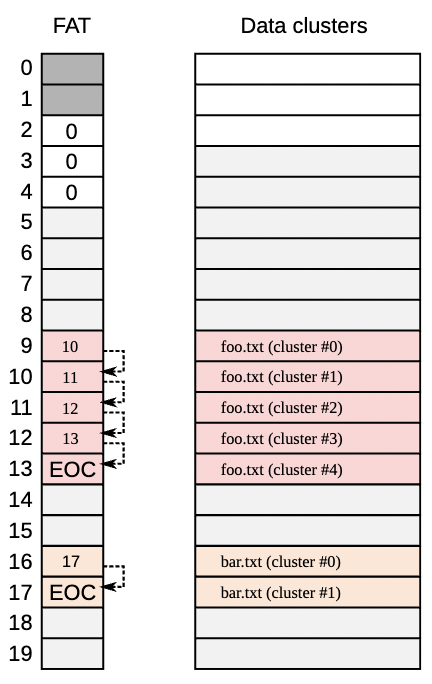 FAT Data clusters
0
1
2 0
3 0
4 0
5
6
7
8
9 10 foo.txt (cluster #0)
10 11 foo.txt (cluster #1)
11 12 foo.txt (cluster #2)
12 13 foo.txt (cluster #3)
13 EOC foo.txt (cluster #4)
14
15
16 17 bar.txt (cluster #0)
17 EOC bar.txt (cluster #1)
18
19